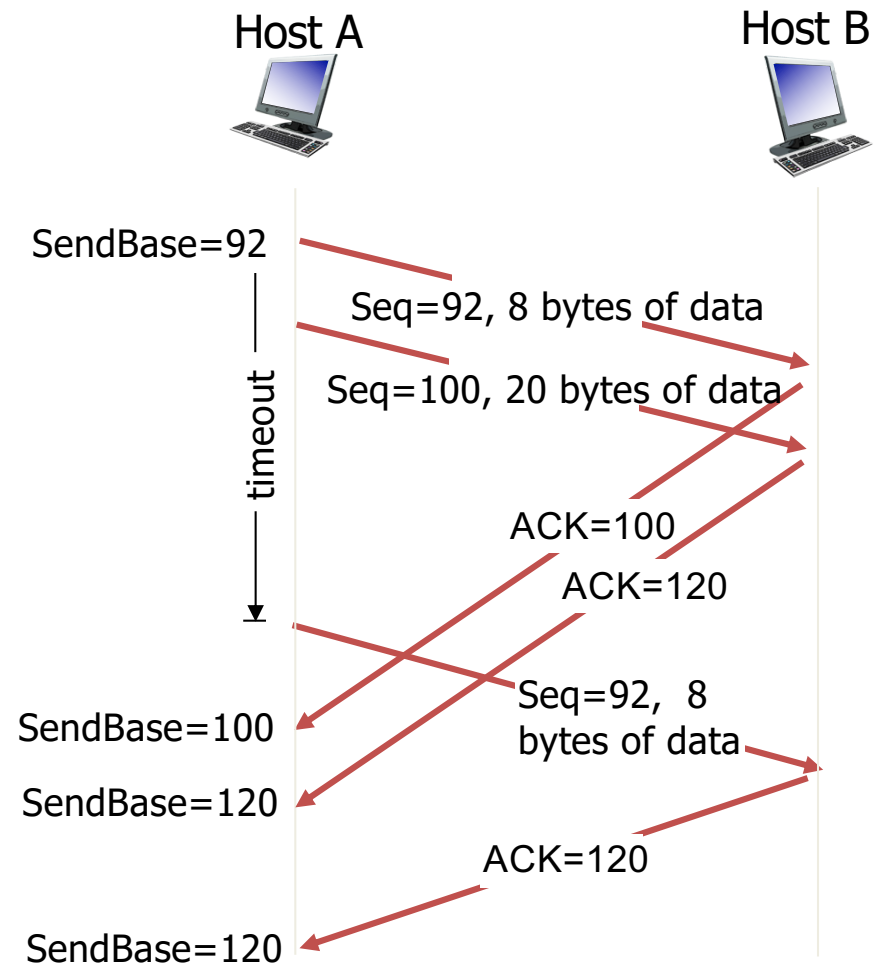 Host A
Host B
SendBase=92
Seq=92, 8 bytes of data
Seq=100, 20 bytes of data
timeout
ACK=100
ACK=120
Seq=92, 8
bytes of data
SendBase=100
SendBase=120
ACK=120
SendBase=120